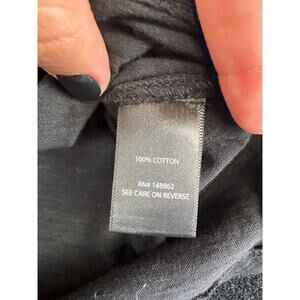 100% COTTON
RN# 148862
SEE CARE ON REVERSE